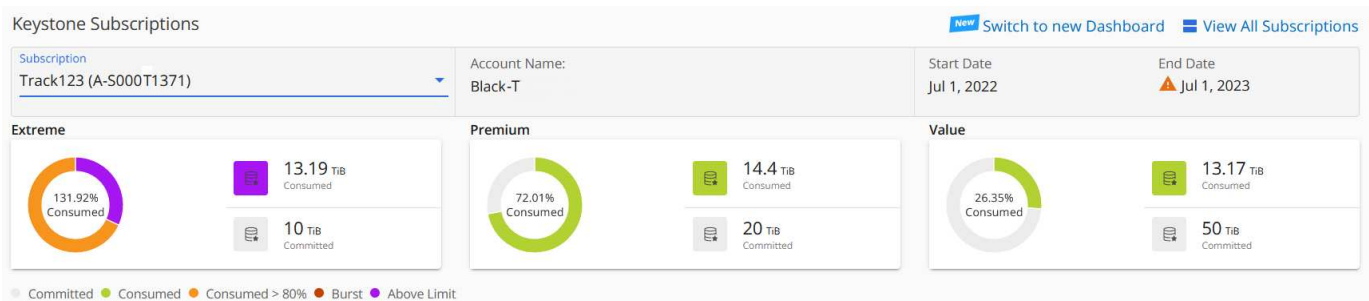 Keystone Subscriptions
New Switch to new Dashboard View All Subscriptions
Subscription
Track123 (A-S000T1371)
Account Name:
Black-T
Start Date
Jul 1, 2022
End Date
Jul 1, 2023
Extreme
131.92%
Consumed
13.19 TiB
Consumed
10 TiB
Committed
Premium
72.01%
Consumed
14.4 TiB
Consumed
20 TiB
Committed
Value
26.35%
Consumed
13.17 TiB
Consumed
50 TiB
Committed
Committed Consumed Consumed > 80% Burst Above Limit